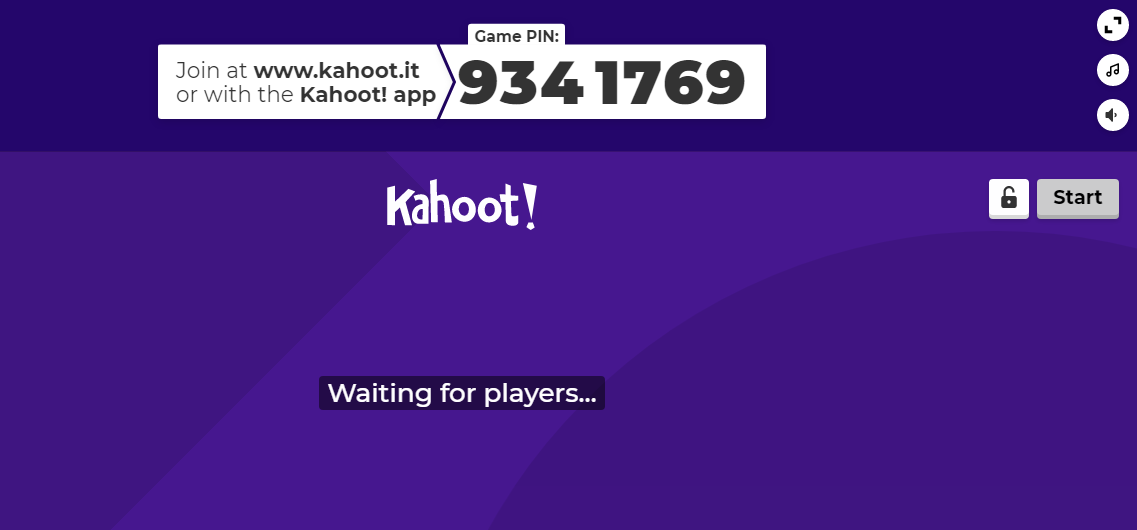 Game PIN:
Join at www.kahoot.it
or with the Kahoot! app
934 1769
Kahoot!
Start
Waiting for players...